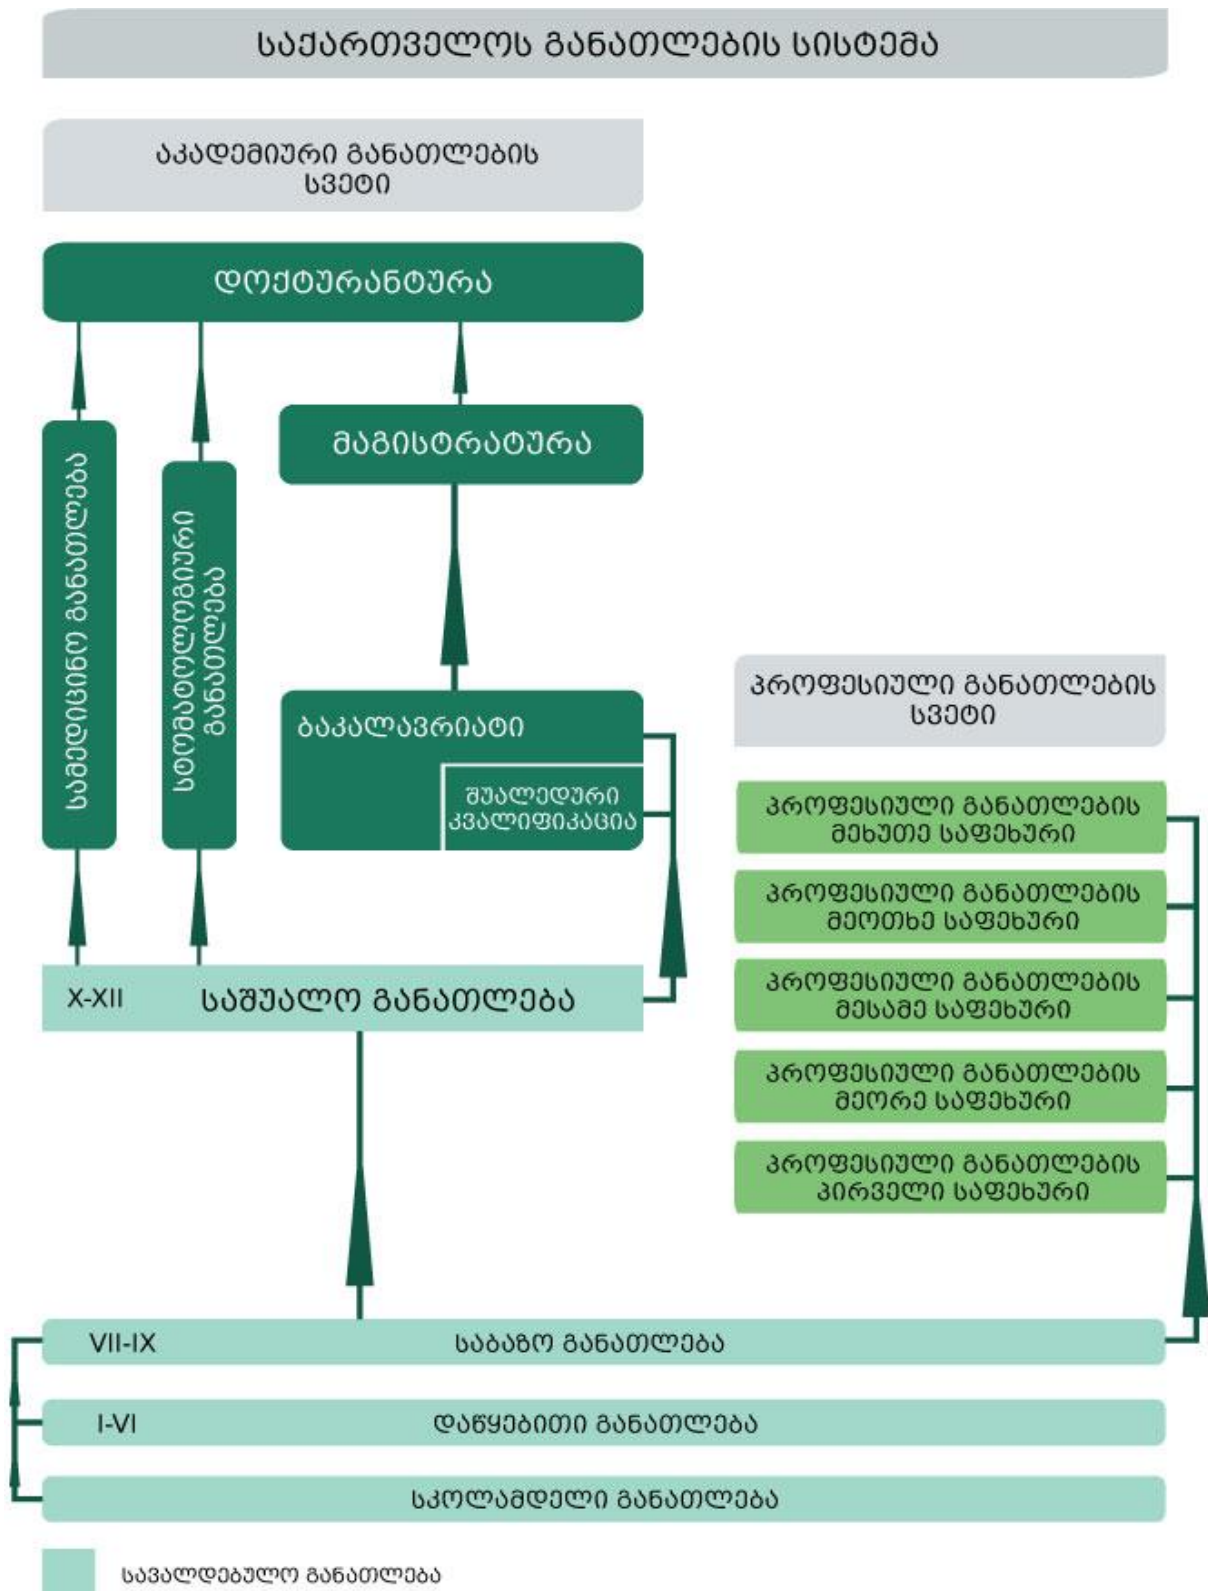 საქართველოს განათლების სისტემა
აკადემიური განათლების
სვეტი
დოქტურანტურა
მაგისტრატურა
სამედიცინო განათლება
სტომატოლოგიური
განათლება
ბაკალავრიატი
შუალედური
კვალიფიკაცია
X-XII საშუალო განათლება
პროფესიული განათლების
სვეტი
პროფესიული განათლების
მეხუთე საფეხური
პროფესიული განათლების
მეოთხე საფეხური
პროფესიული განათლების
მესამე საფეხური
პროფესიული განათლების
მეორე საფეხური
პროფესიული განათლების
პირველი საფეხური
VII-IX საბაზო განათლება
I-VI დაწყებითი განათლება
სკოლამდელი განათლება
სავალდებულო განათლება